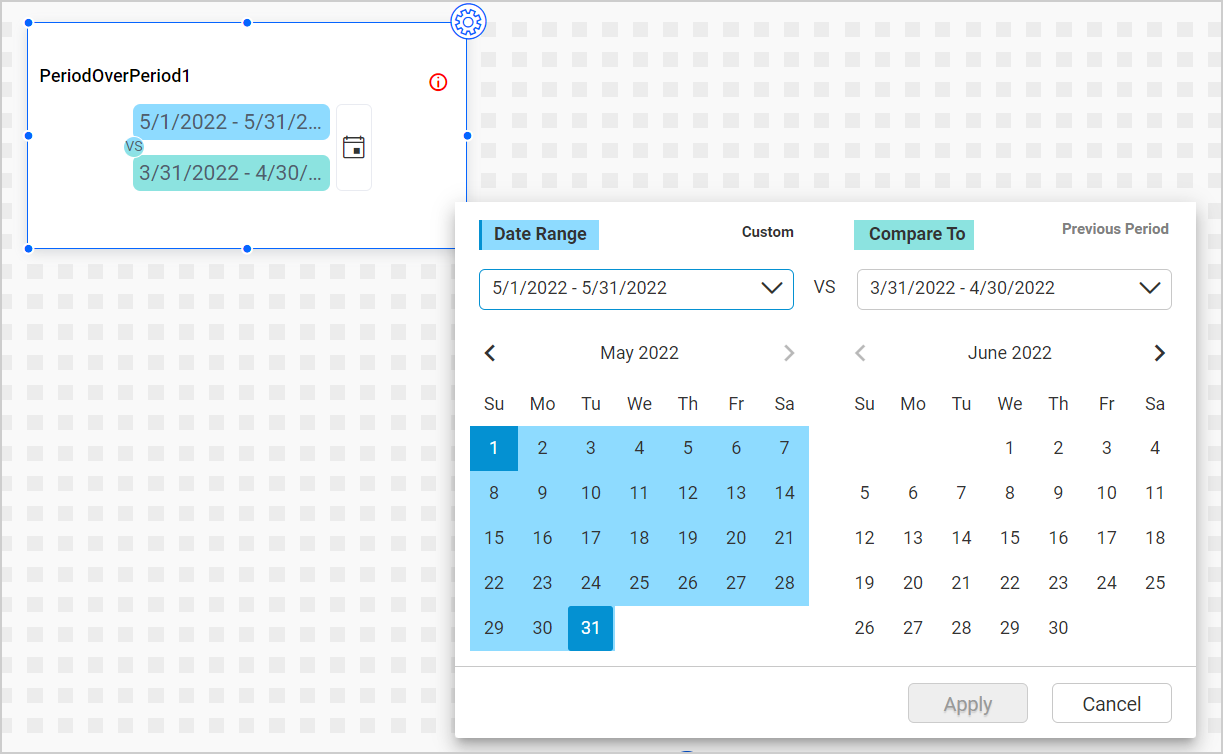 PeriodOverPeriod1
5/1/2022 - 5/31/2...
VS
3/31/2022 - 4/30/...
Date Range Custom Compare To Previous Period
5/1/2022 - 5/31/2022 VS 3/31/2022 - 4/30/2022
May 2022 June 2022
Su Mo Tu We Th Fr Sa Su Mo Tu We Th Fr Sa
1 2 3 4 5 6 7 1 2 3 4
8 9 10 11 12 13 14 5 6 7 8 9 10 11
15 16 17 18 19 20 21 12 13 14 15 16 17 18
22 23 24 25 26 27 28 19 20 21 22 23 24 25
29 30 31 26 27 28 29 30
Apply Cancel